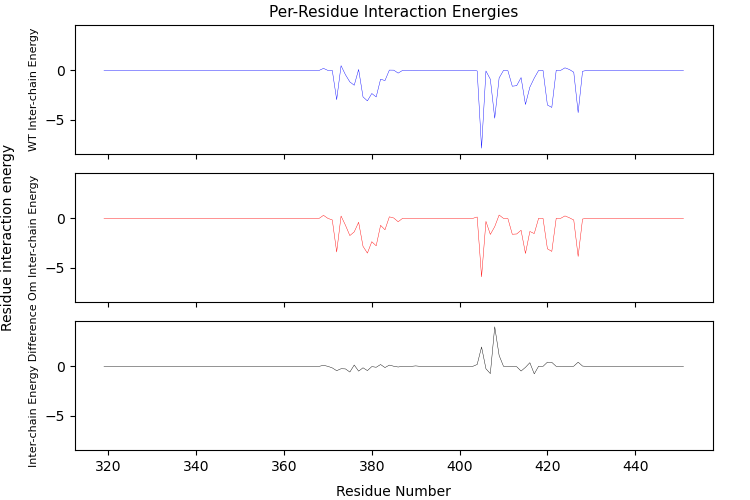 Per-Residue Interaction Energies
Residue interaction energy
WT Inter-chain Energy
0
−5
Om Inter-chain Energy
0
−5
Inter-chain Energy Difference
0
−5
320 340 360 380 400 420 440
Residue Number